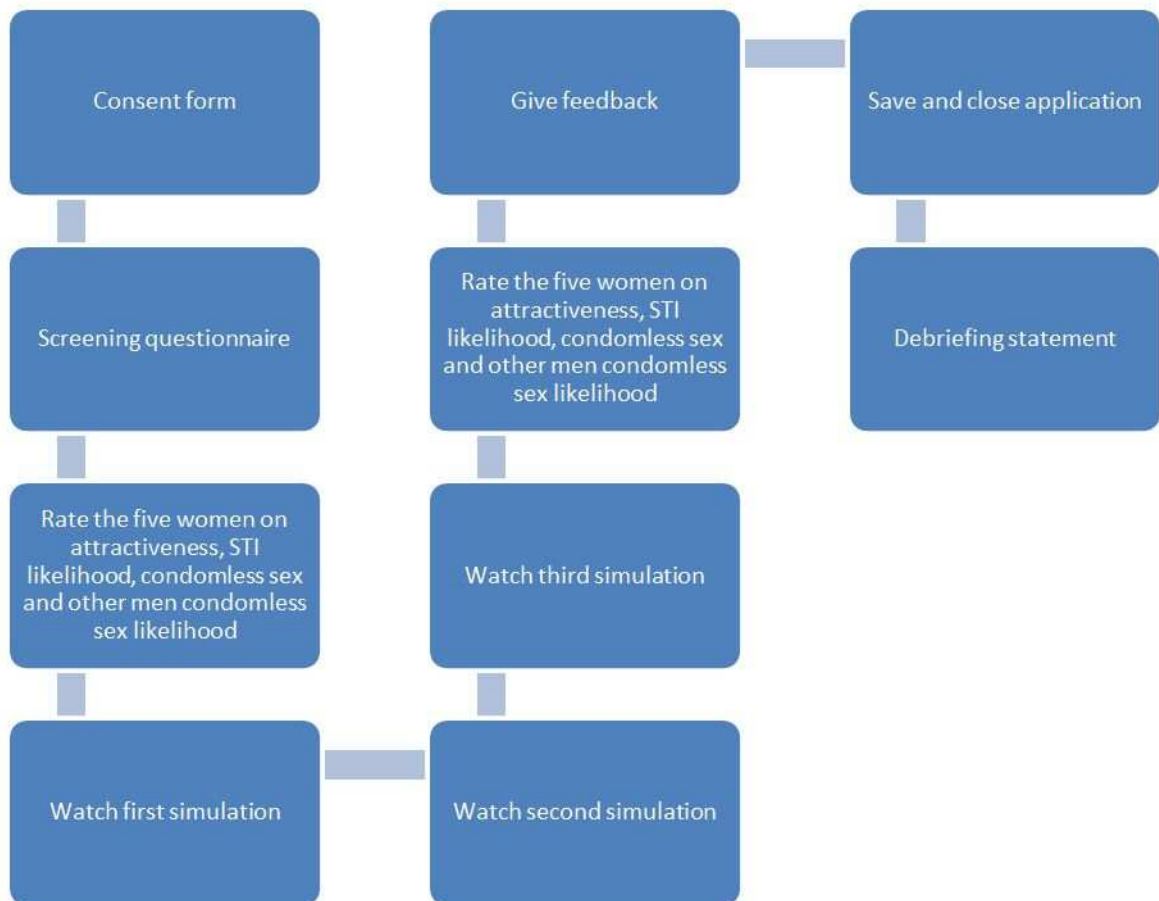 Consent form
Screening questionnaire
Rate the five women on
attractiveness, STI
likelihood, condomless sex
and other men condomless
sex likelihood
Watch first simulation
Watch second simulation
Watch third simulation
Rate the five women on
attractiveness, STI
likelihood, condomless sex
and other men condomless
sex likelihood
Give feedback
Save and close application
Debriefing statement